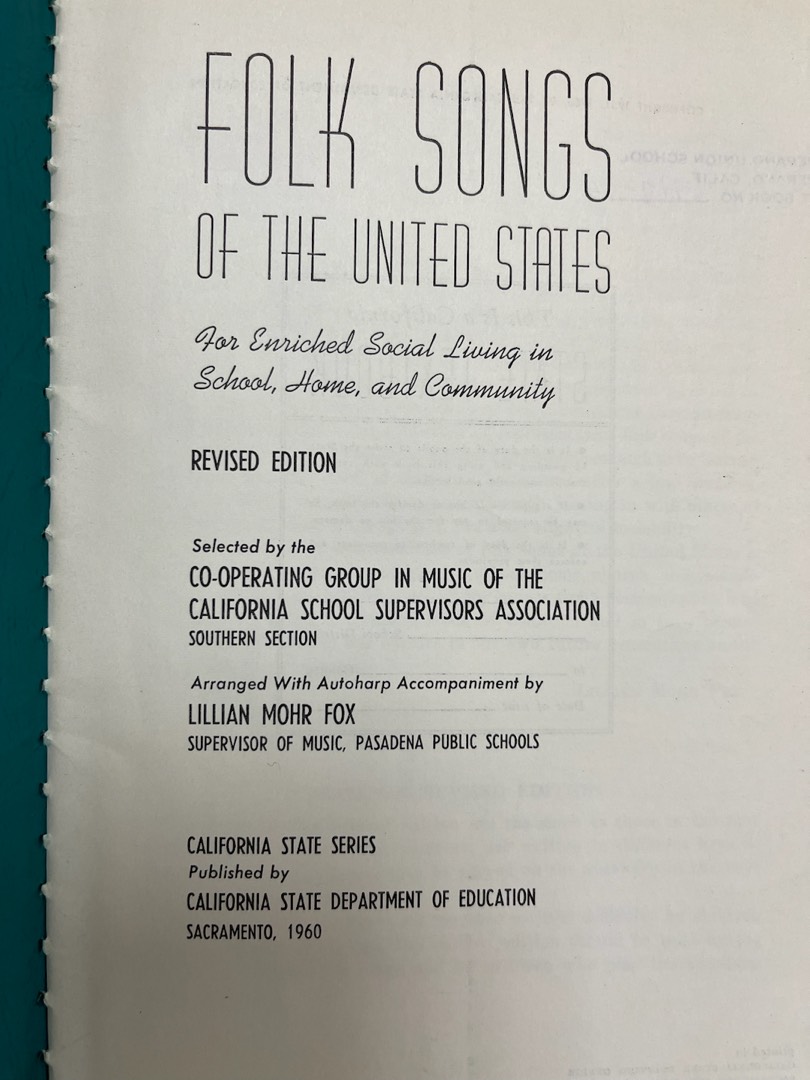 FOLK SONGS
OF THE UNITED STATES
For Enriched Social Living in
School, Home, and Community
REVISED EDITION
Selected by the
CO-OPERATING GROUP IN MUSIC OF THE
CALIFORNIA SCHOOL SUPERVISORS ASSOCIATION
SOUTHERN SECTION
Arranged With Autoharp Accompaniment by
LILLIAN MOHR FOX
SUPERVISOR OF MUSIC, PASADENA PUBLIC SCHOOLS
CALIFORNIA STATE SERIES
Published by
CALIFORNIA STATE DEPARTMENT OF EDUCATION
SACRAMENTO, 1960